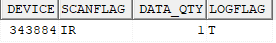 DEVICE SCANFLAG DATA_QTY LOGFLAG
343884 IR 1 T